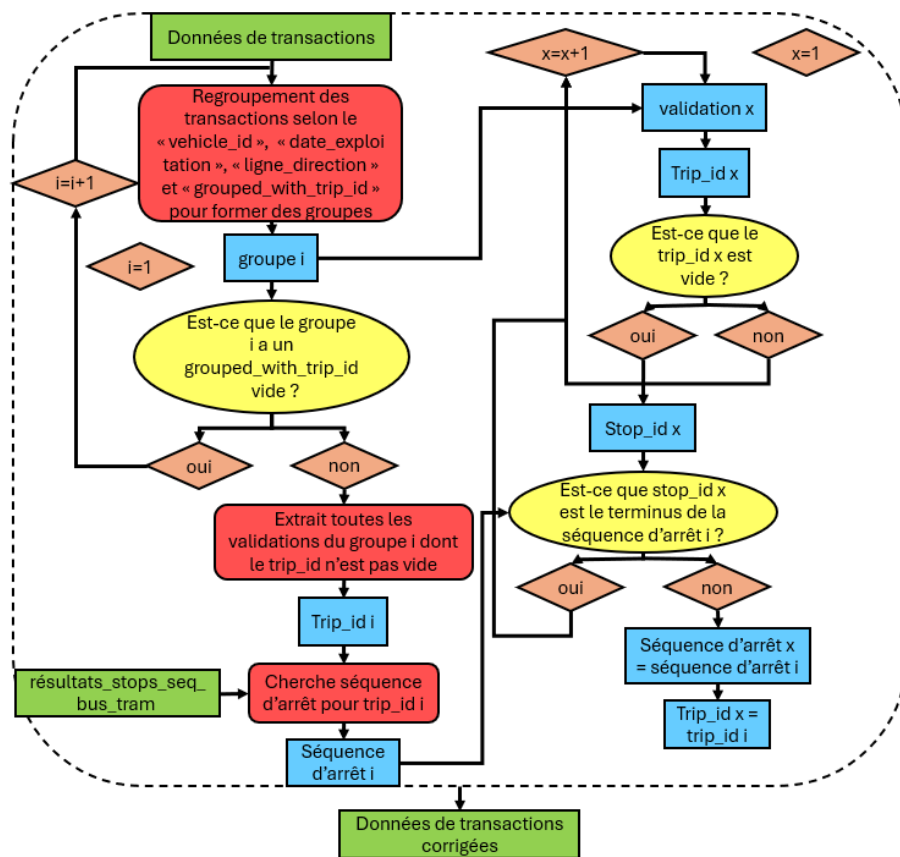 Données de transactions
Regroupement des
transactions selon le
« vehicle_id », « date_exploi
tation », « ligne_direction »
et « grouped_with_trip_id »
pour former des groupes
i=i+1
groupe i
i=1
Est-ce que le groupe
i a un
grouped_with_trip_id
vide ?
oui
non
Extrait toutes les
validations du groupe i dont
le trip_id n'est pas vide
Trip_id i
résultats_stops_seq_
bus_tram
Cherche séquence
d'arrêt pour trip_id i
Séquence
d'arrêt i
x=x+1
x=1
validation x
Trip_id x
Est-ce que le
trip_id x est
vide ?
oui
non
Stop_id x
Est-ce que stop_id x
est le terminus de la
séquence d'arrêt i ?
oui
non
Séquence d'arrêt x
= séquence d'arrêt i
Trip_id x =
trip_id i
Données de transactions
corrigées